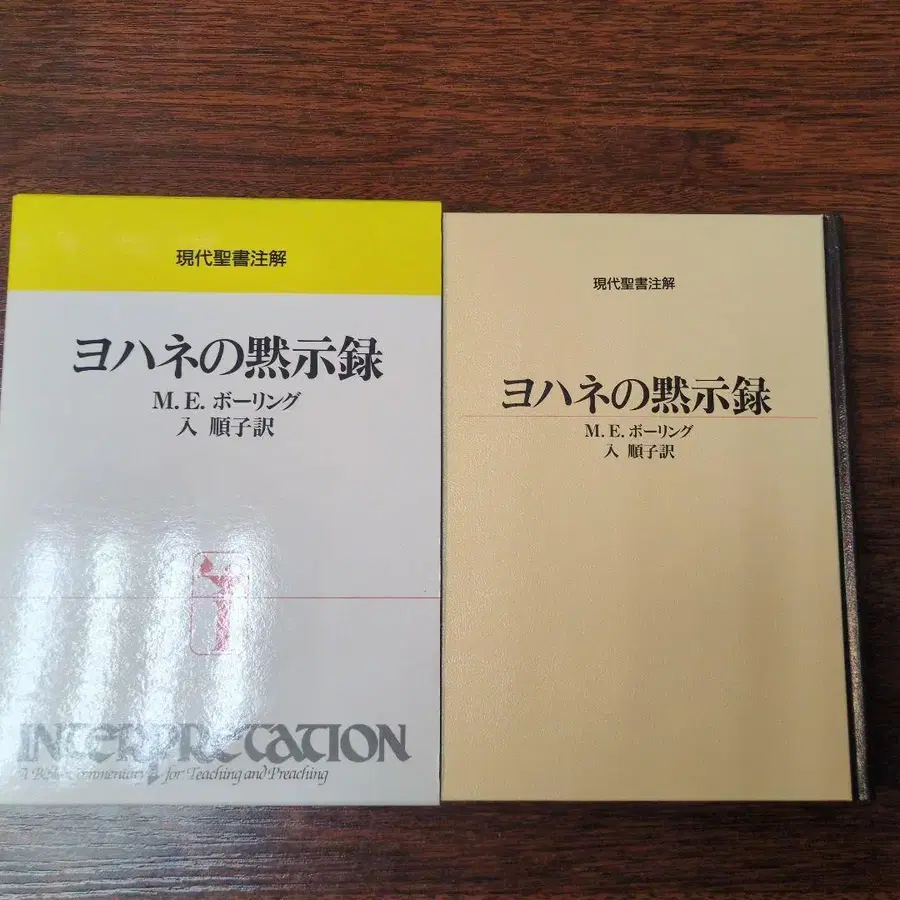 現代聖書注解
ヨハネの黙示録
M. E. ボーリング
入 順子訳
INTERPRETATION
A Bible Commentary for Teaching and Preaching
現代聖書注解
ヨハネの黙示録
M. E. ボーリング
入 順子訳